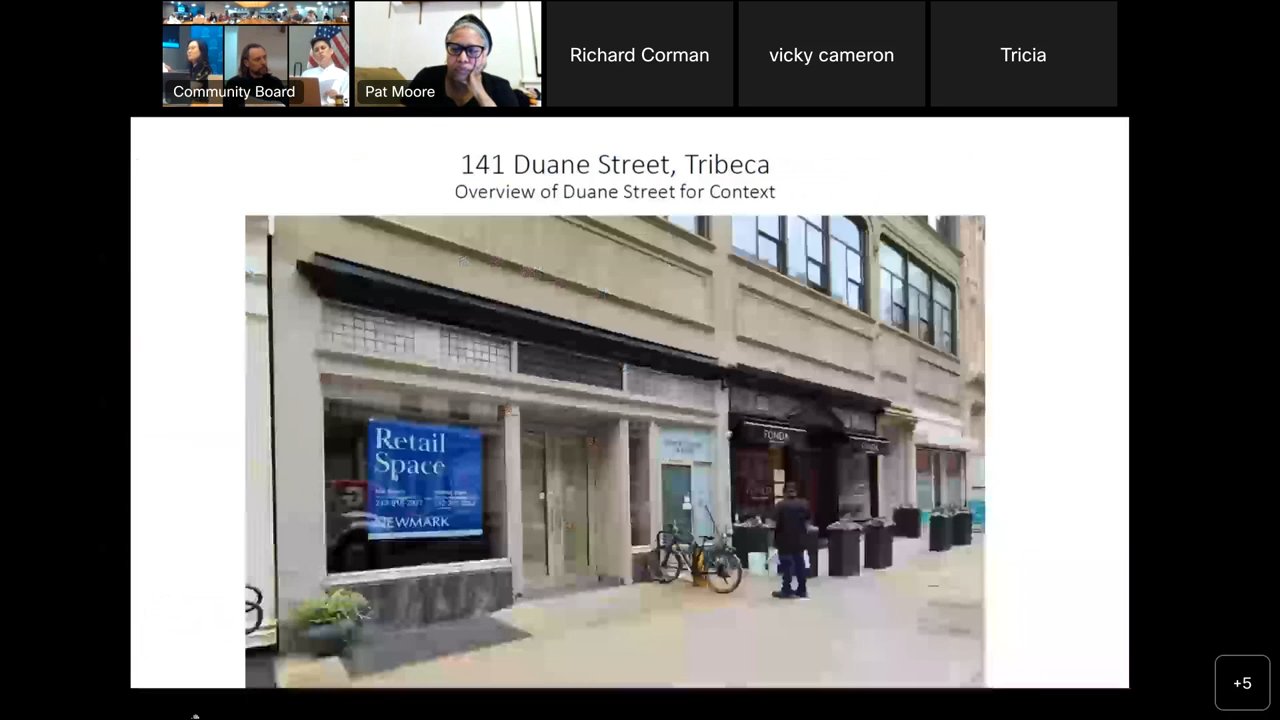 Community Board
Pat Moore
Richard Corman
vicky cameron
Tricia
141 Duane Street, Tribeca
Overview of Duane Street for Context
Retail
Space
NEWMARK
FONDA
+5